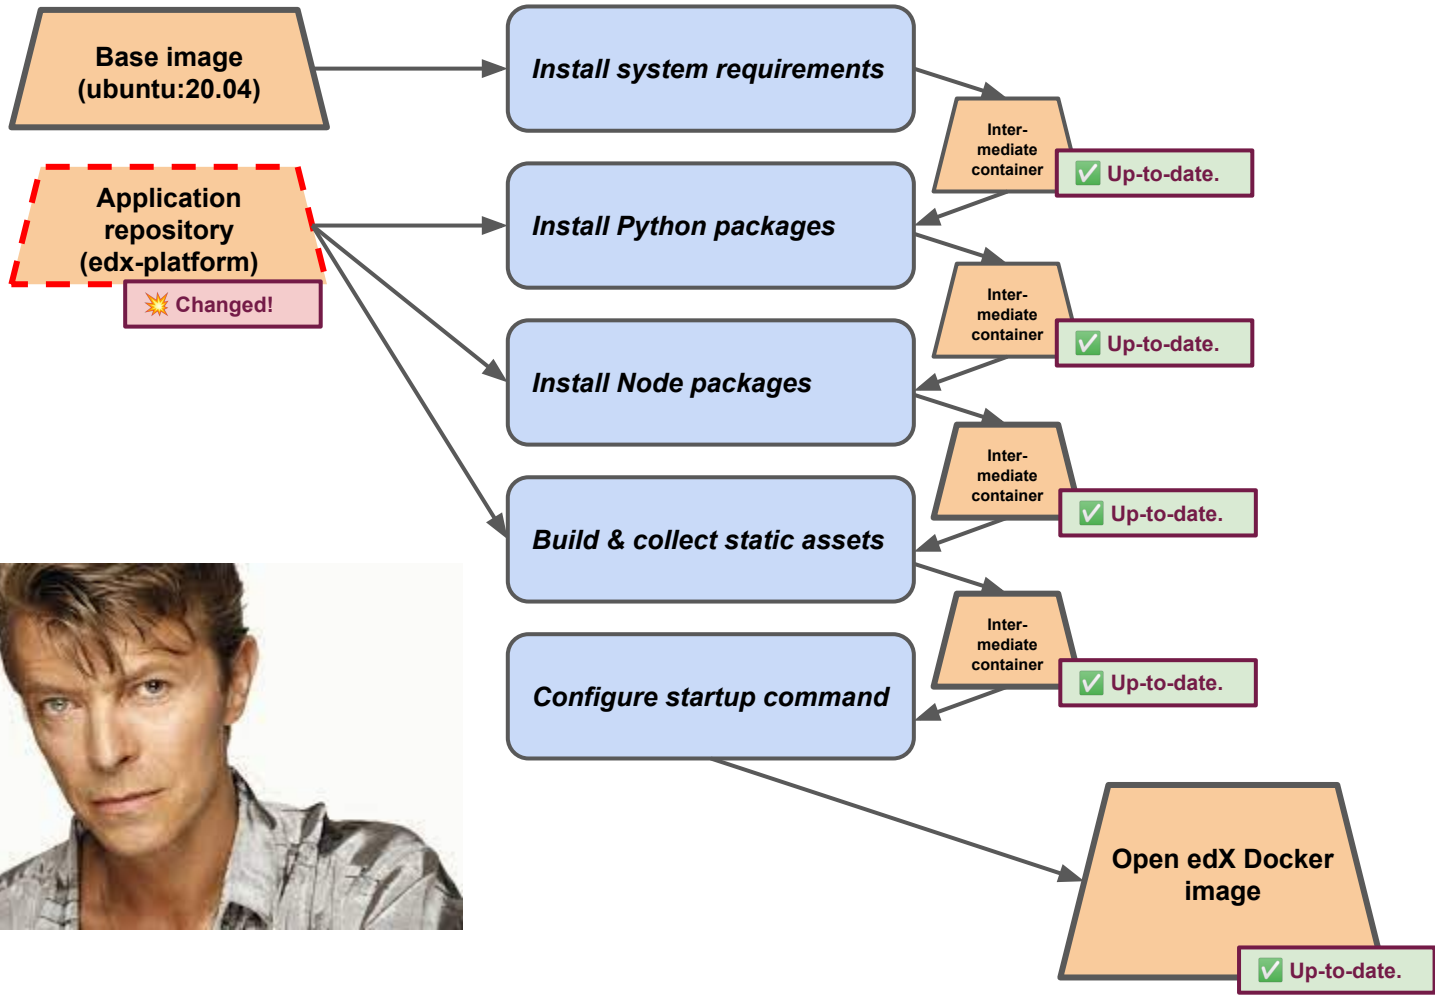 Base image
(ubuntu:20.04)
Install system requirements
Inter-
mediate
container
✅ Up-to-date.
Application
repository
(edx-platform)
💥 Changed!
Install Python packages
Inter-
mediate
container
✅ Up-to-date.
Install Node packages
Inter-
mediate
container
✅ Up-to-date.
Build & collect static assets
Inter-
mediate
container
✅ Up-to-date.
Configure startup command
Open edX Docker
image
✅ Up-to-date.